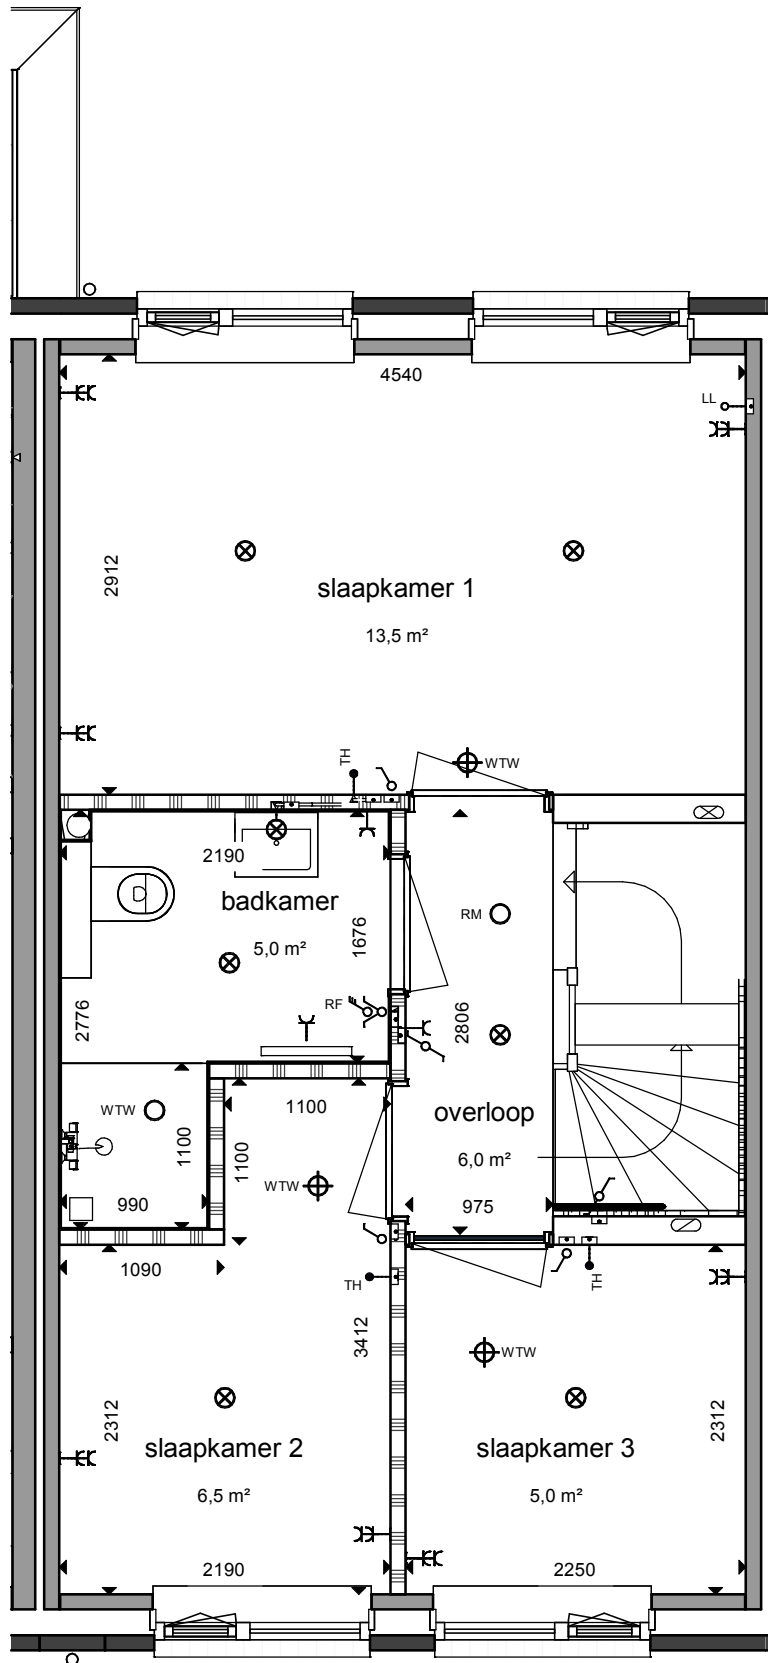 4540
LL
2912
slaapkamer 1
13,5 m²
TH
WTW
2190
badkamer
5,0 m²
1676
RM
RF
2776
2806
WTW
1100
1100
1100
overloop
6,0 m²
WTW
990
975
1090
TH
TH
3412
WTW
2312
2312
slaapkamer 2
6,5 m²
slaapkamer 3
5,0 m²
2190
2250